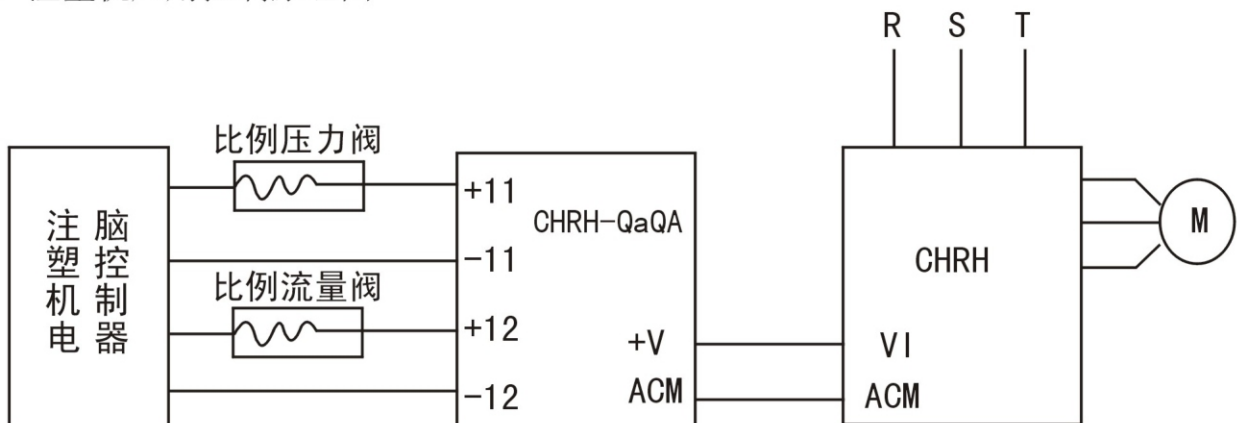 R S T
比例压力阀
注塑机电
脑控制器
+11
-11
CHRH-QaQA
比例流量阀
+12
-12
+V
ACM
CHRH
VI
ACM
M